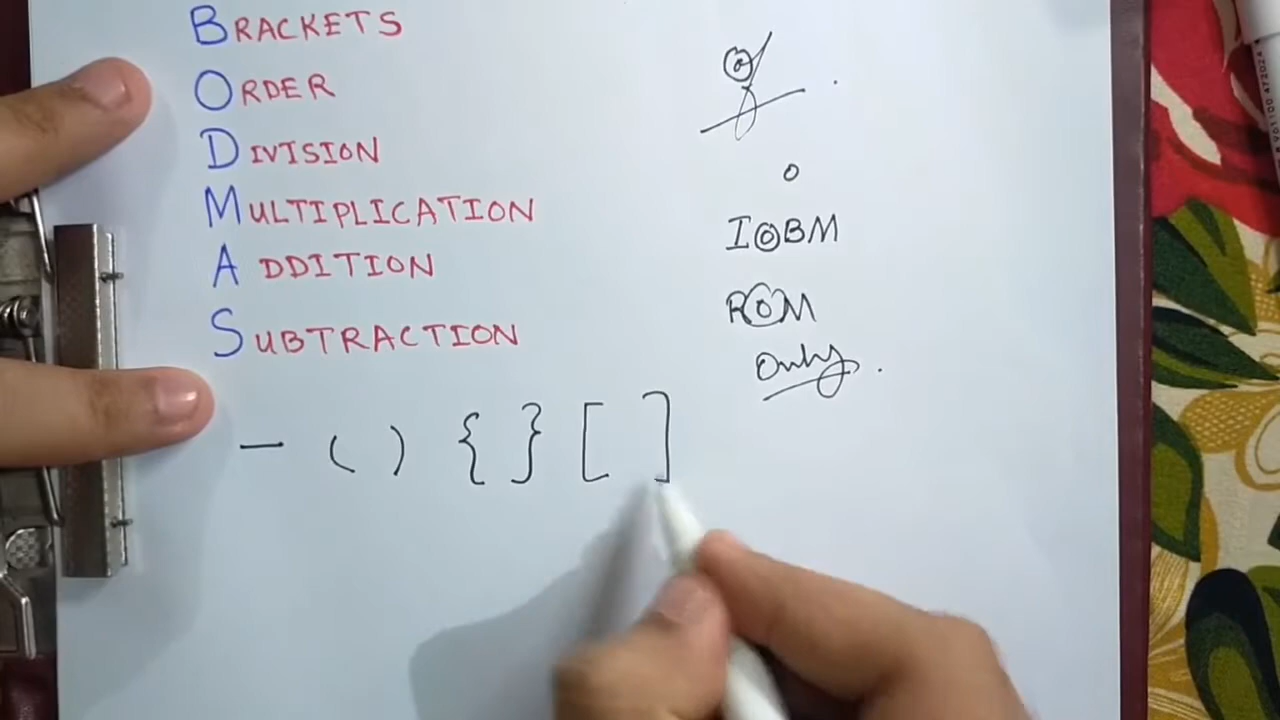 BRACKETS
ORDER
DIVISION
MULTIPLICATION
ADDITION
SUBTRACTION
— ( ) { } [ ]
o
IOBM
ROM
Only.